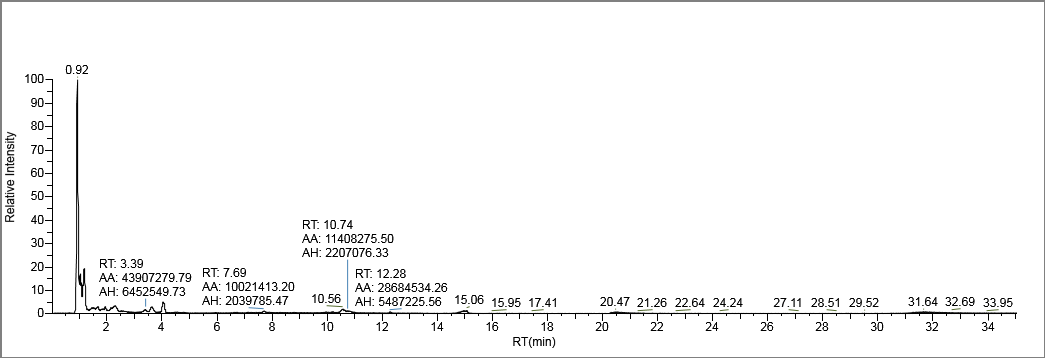 0.92
100
90
80
70
60
50
40
30
20
10
0
Relative Intensity
RT: 3.39
AA: 43907279.79
AH: 6452549.73
RT: 7.69
AA: 10021413.20
AH: 2039785.47
RT: 10.74
AA: 11408275.50
AH: 2207076.33
10.56
RT: 12.28
AA: 28684534.26
AH: 5487225.56
15.06
15.95
17.41
20.47
21.26
22.64
24.24
27.11
28.51
29.52
31.64
32.69
33.95
2 4 6 8 10 12 14 16 18 20 22 24 26 28 30 32 34
RT(min)